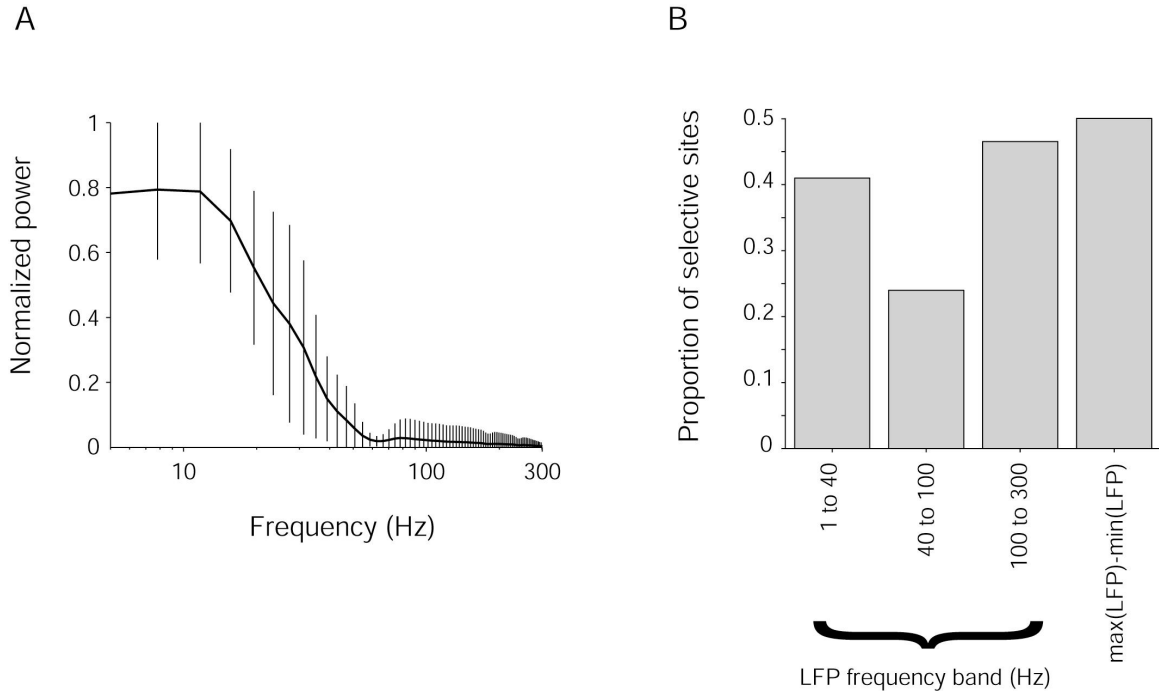 A
Normalized power
1
0.8
0.6
0.4
0.2
0
10
100
300
Frequency (Hz)
B
Proportion of selective sites
0.5
0.4
0.3
0.2
0.1
0
1 to 40
40 to 100
100 to 300
max(LFP)-min(LFP)
LFP frequency band (Hz)